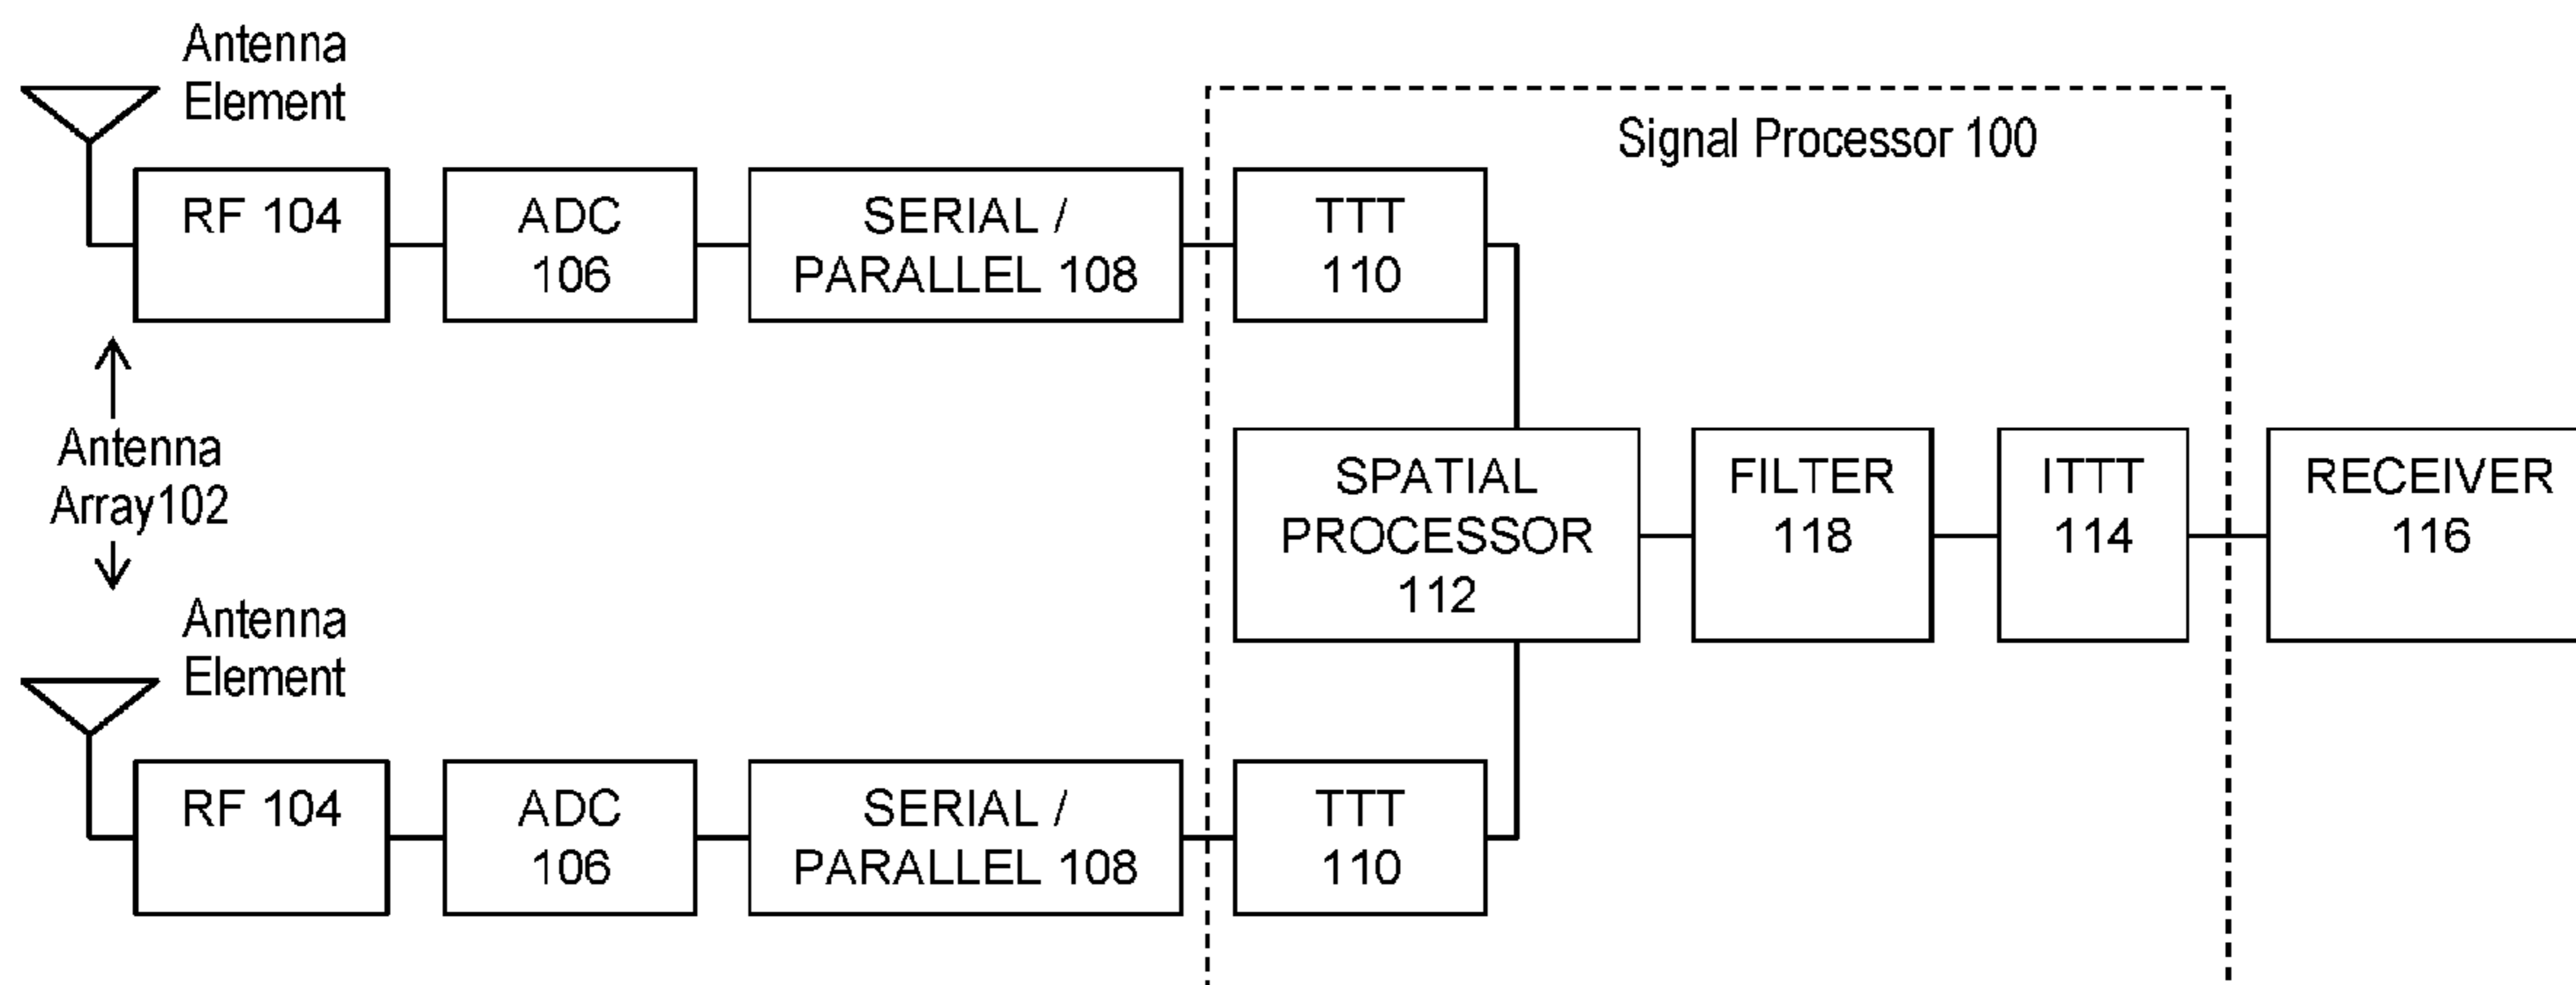 Antenna
Element
Signal Processor 100
RF 104
ADC
106
SERIAL /
PARALLEL 108
TTT
110
Antenna
Array102
SPATIAL
PROCESSOR
112
FILTER
118
ITTT
114
RECEIVER
116
Antenna
Element
RF 104
ADC
106
SERIAL /
PARALLEL 108
TTT
110